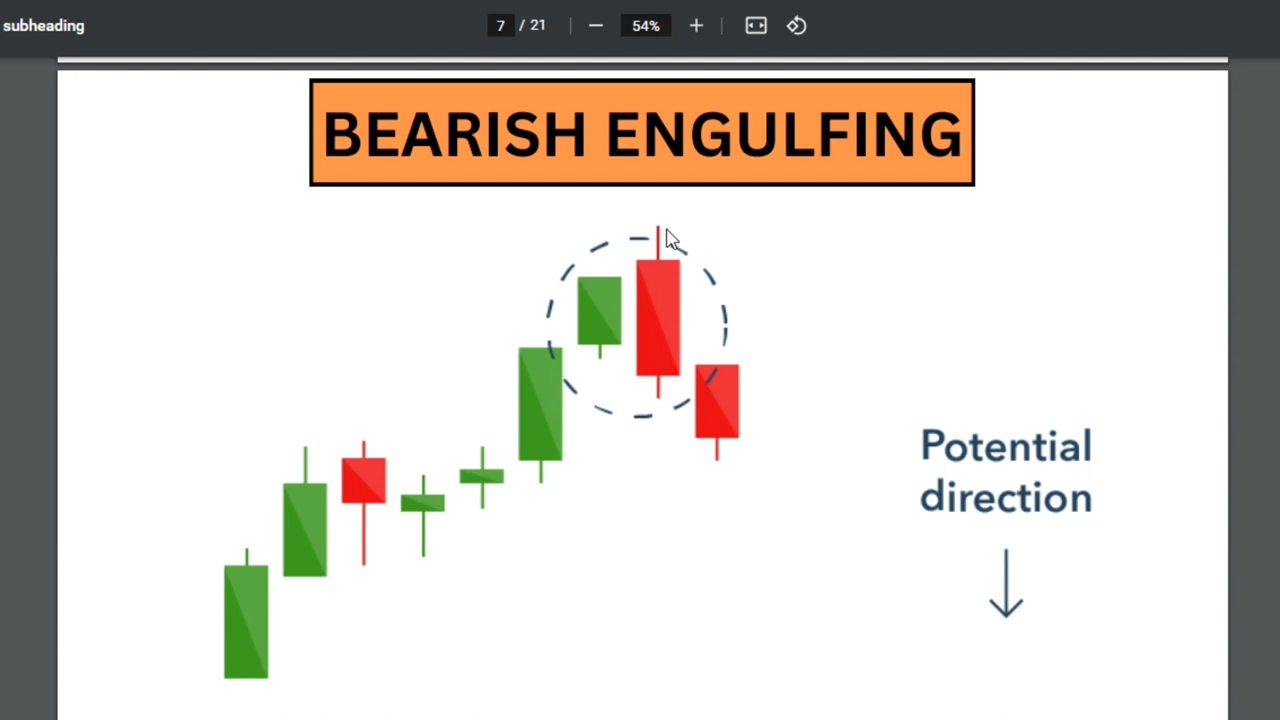 subheading
7 / 21
54%
BEARISH ENGULFING
Potential
direction